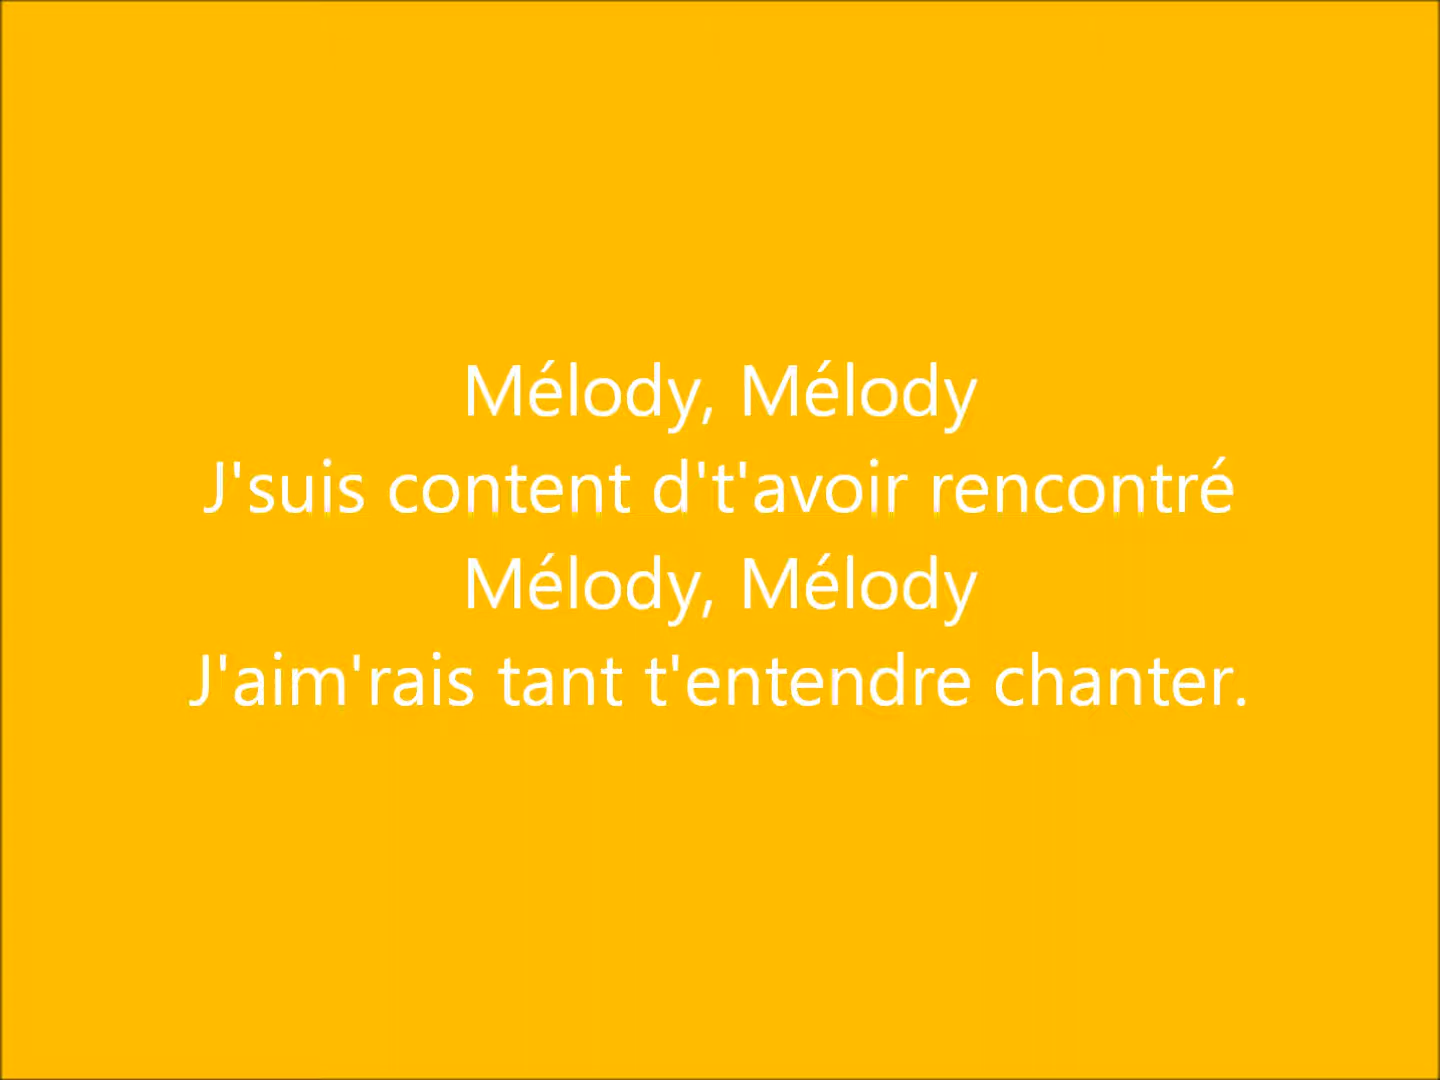 Mélody, Mélody
J'suis content d't'avoir rencontré
Mélody, Mélody
J'aim'rais tant t'entendre chanter.